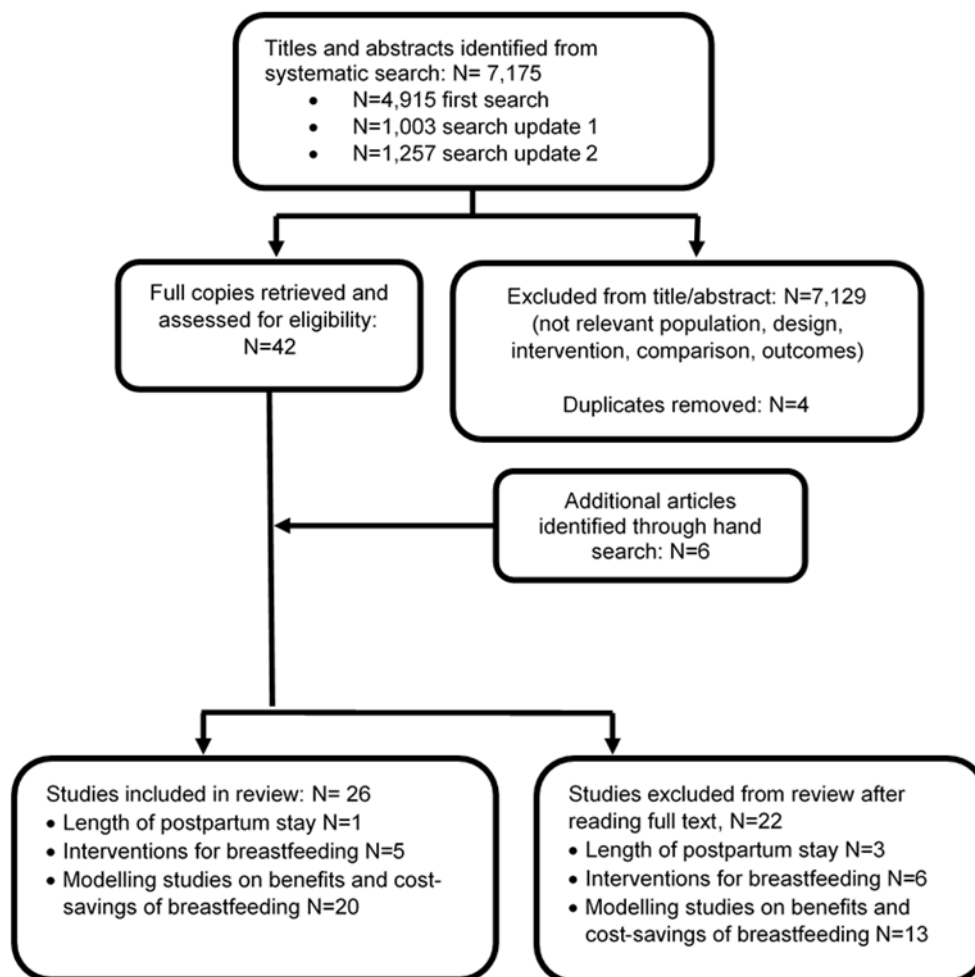 Titles and abstracts identified from
systematic search: N= 7,175
• N=4,915 first search
• N=1,003 search update 1
• N=1,257 search update 2
Full copies retrieved and
assessed for eligibility:
N=42
Excluded from title/abstract: N=7,129
(not relevant population, design,
intervention, comparison, outcomes)
Duplicates removed: N=4
Additional articles
identified through hand
search: N=6
Studies included in review: N= 26
• Length of postpartum stay N=1
• Interventions for breastfeeding N=5
• Modelling studies on benefits and cost-
savings of breastfeeding N=20
Studies excluded from review after
reading full text, N=22
• Length of postpartum stay N=3
• Interventions for breastfeeding N=6
• Modelling studies on benefits and
cost-savings of breastfeeding N=13